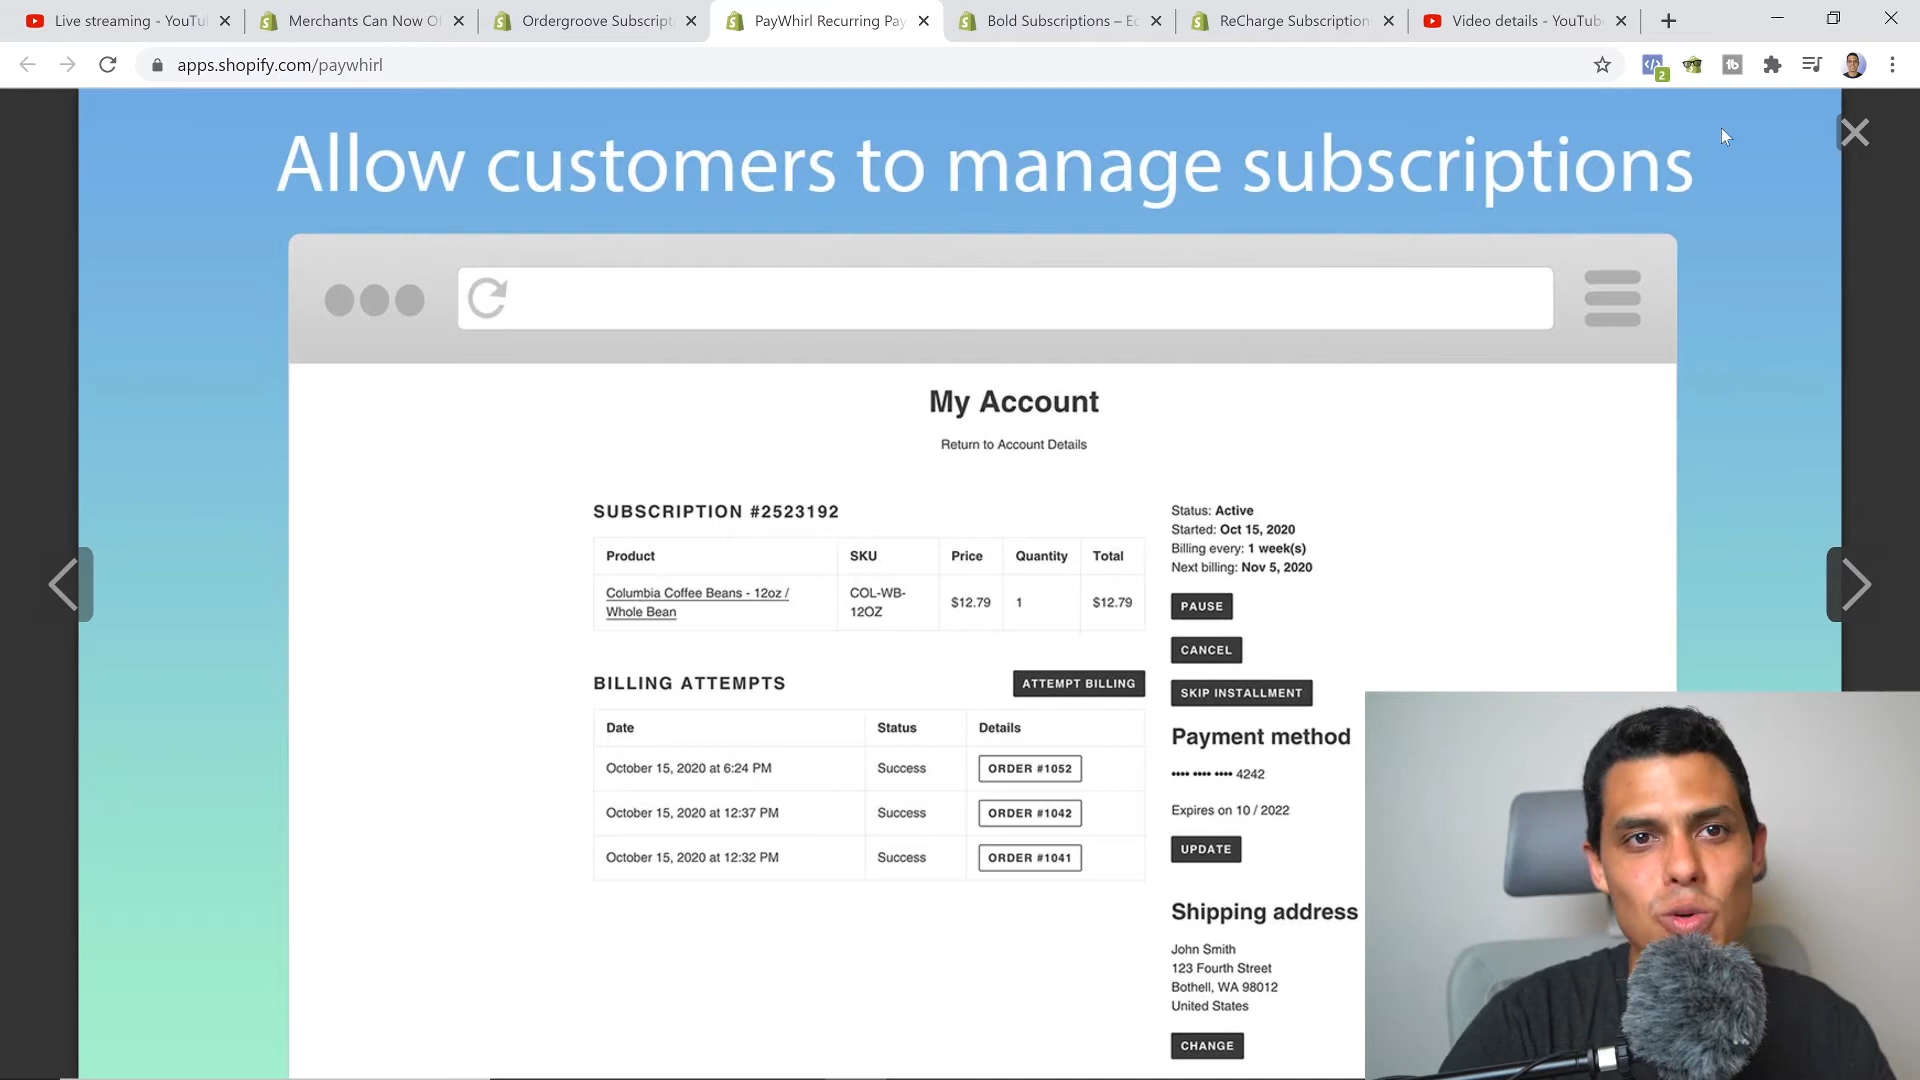 Live streaming - YouTu
Merchants Can Now Of
Ordergroove Subscript
PayWhirl Recurring Pay
Bold Subscriptions – Ec
ReCharge Subscription
Video details - YouTube
apps.shopify.com/paywhirl
2
Allow customers to manage subscriptions
My Account
Return to Account Details
SUBSCRIPTION #2523192
Product SKU Price Quantity Total
Columbia Coffee Beans - 12oz / COL-WB- $12.79 1 $12.79
Whole Bean 12OZ
BILLING ATTEMPTS ATTEMPT BILLING
Date Status Details
October 15, 2020 at 6:24 PM Success ORDER #1052
October 15, 2020 at 12:37 PM Success ORDER #1042
October 15, 2020 at 12:32 PM Success ORDER #1041
Status: Active
Started: Oct 15, 2020
Billing every: 1 week(s)
Next billing: Nov 5, 2020
PAUSE
CANCEL
SKIP INSTALLMENT
Payment method
•••• •••• •••• 4242
Expires on 10 / 2022
UPDATE
Shipping address
John Smith
123 Fourth Street
Bothell, WA 98012
United States
CHANGE